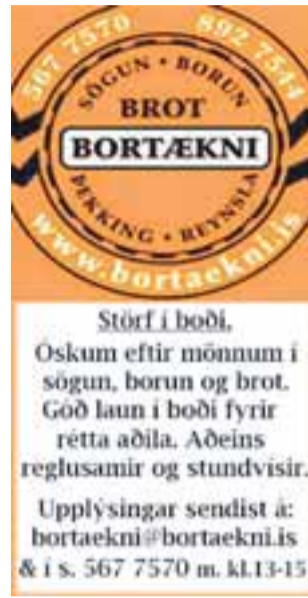 567 7570 892 7544
SÖGUN • BORUN
BROT
BORTÆKNI
ÞEKKING • REYNSLA
www.bortaekni.is
Störf í boði.
Óskum eftir mönnum í
sögun, borun og brot.
Góð laun í boði fyrir
rétta aðila. Aðeins
reglusamir og stundvísir.
Upplýsingar sendist á:
bortaekni@bortaekni.is
& í s. 567 7570 m. kl.13-15